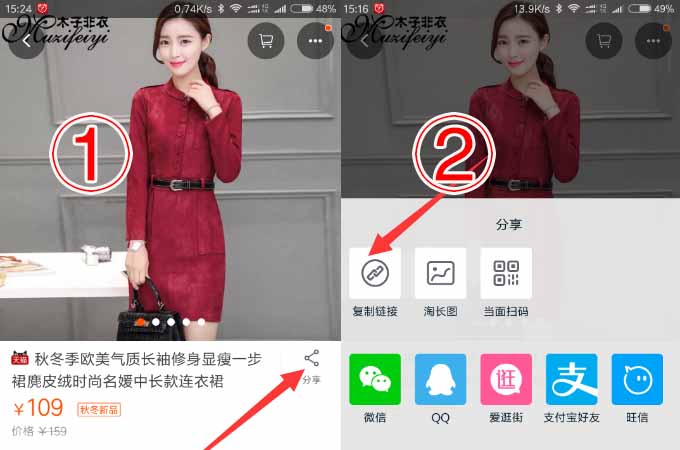 15:24
0.74K/s
48%
木子非衣
Muzifeiyi
1
天猫 秋冬季欧美气质长袖修身显瘦一步
裙麂皮绒时尚名媛中长款连衣裙
分享
￥109 秋冬新品
价格 ￥159
15:16
13.9K/s
49%
木子非衣
Muzifeiyi
2
分享
复制链接
淘长图
当面扫码
微信
QQ
爱逛街
支付宝好友
旺信
逛
支